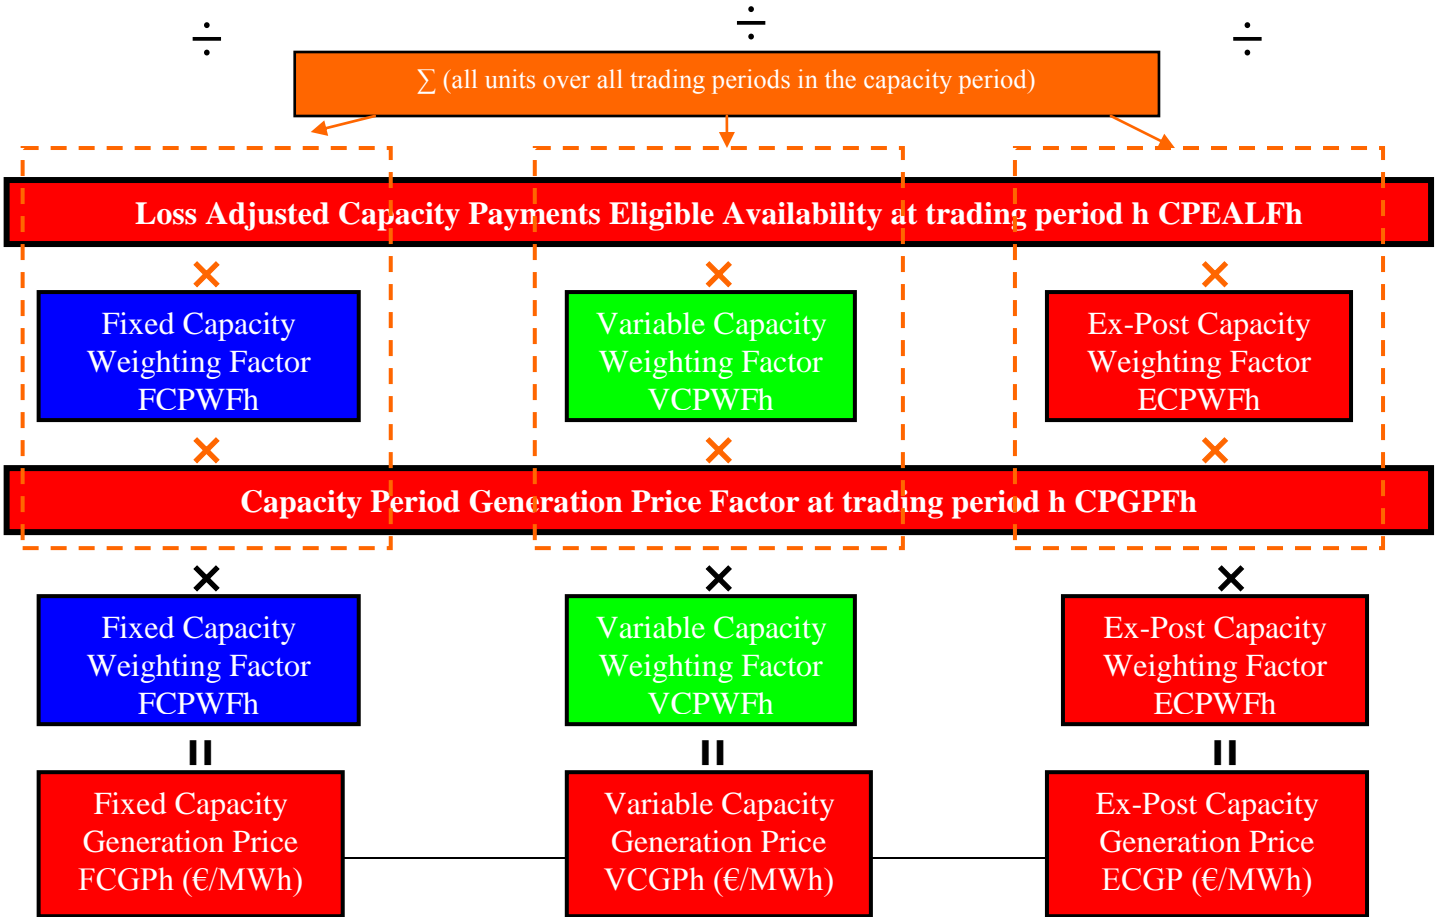 ÷ ÷ ÷
∑ (all units over all trading periods in the capacity period)
Loss Adjusted Capacity Payments Eligible Availability at trading period h CPEALFh
× × ×
Fixed Capacity
Weighting Factor
FCPWFh
Variable Capacity
Weighting Factor
VCPWFh
Ex-Post Capacity
Weighting Factor
ECPWFh
× × ×
Capacity Period Generation Price Factor at trading period h CPGPFh
× × ×
Fixed Capacity
Weighting Factor
FCPWFh
Variable Capacity
Weighting Factor
VCPWFh
Ex-Post Capacity
Weighting Factor
ECPWFh
= = =
Fixed Capacity
Generation Price
FCGPh (€/MWh)
Variable Capacity
Generation Price
VCGPh (€/MWh)
Ex-Post Capacity
Generation Price
ECGP (€/MWh)